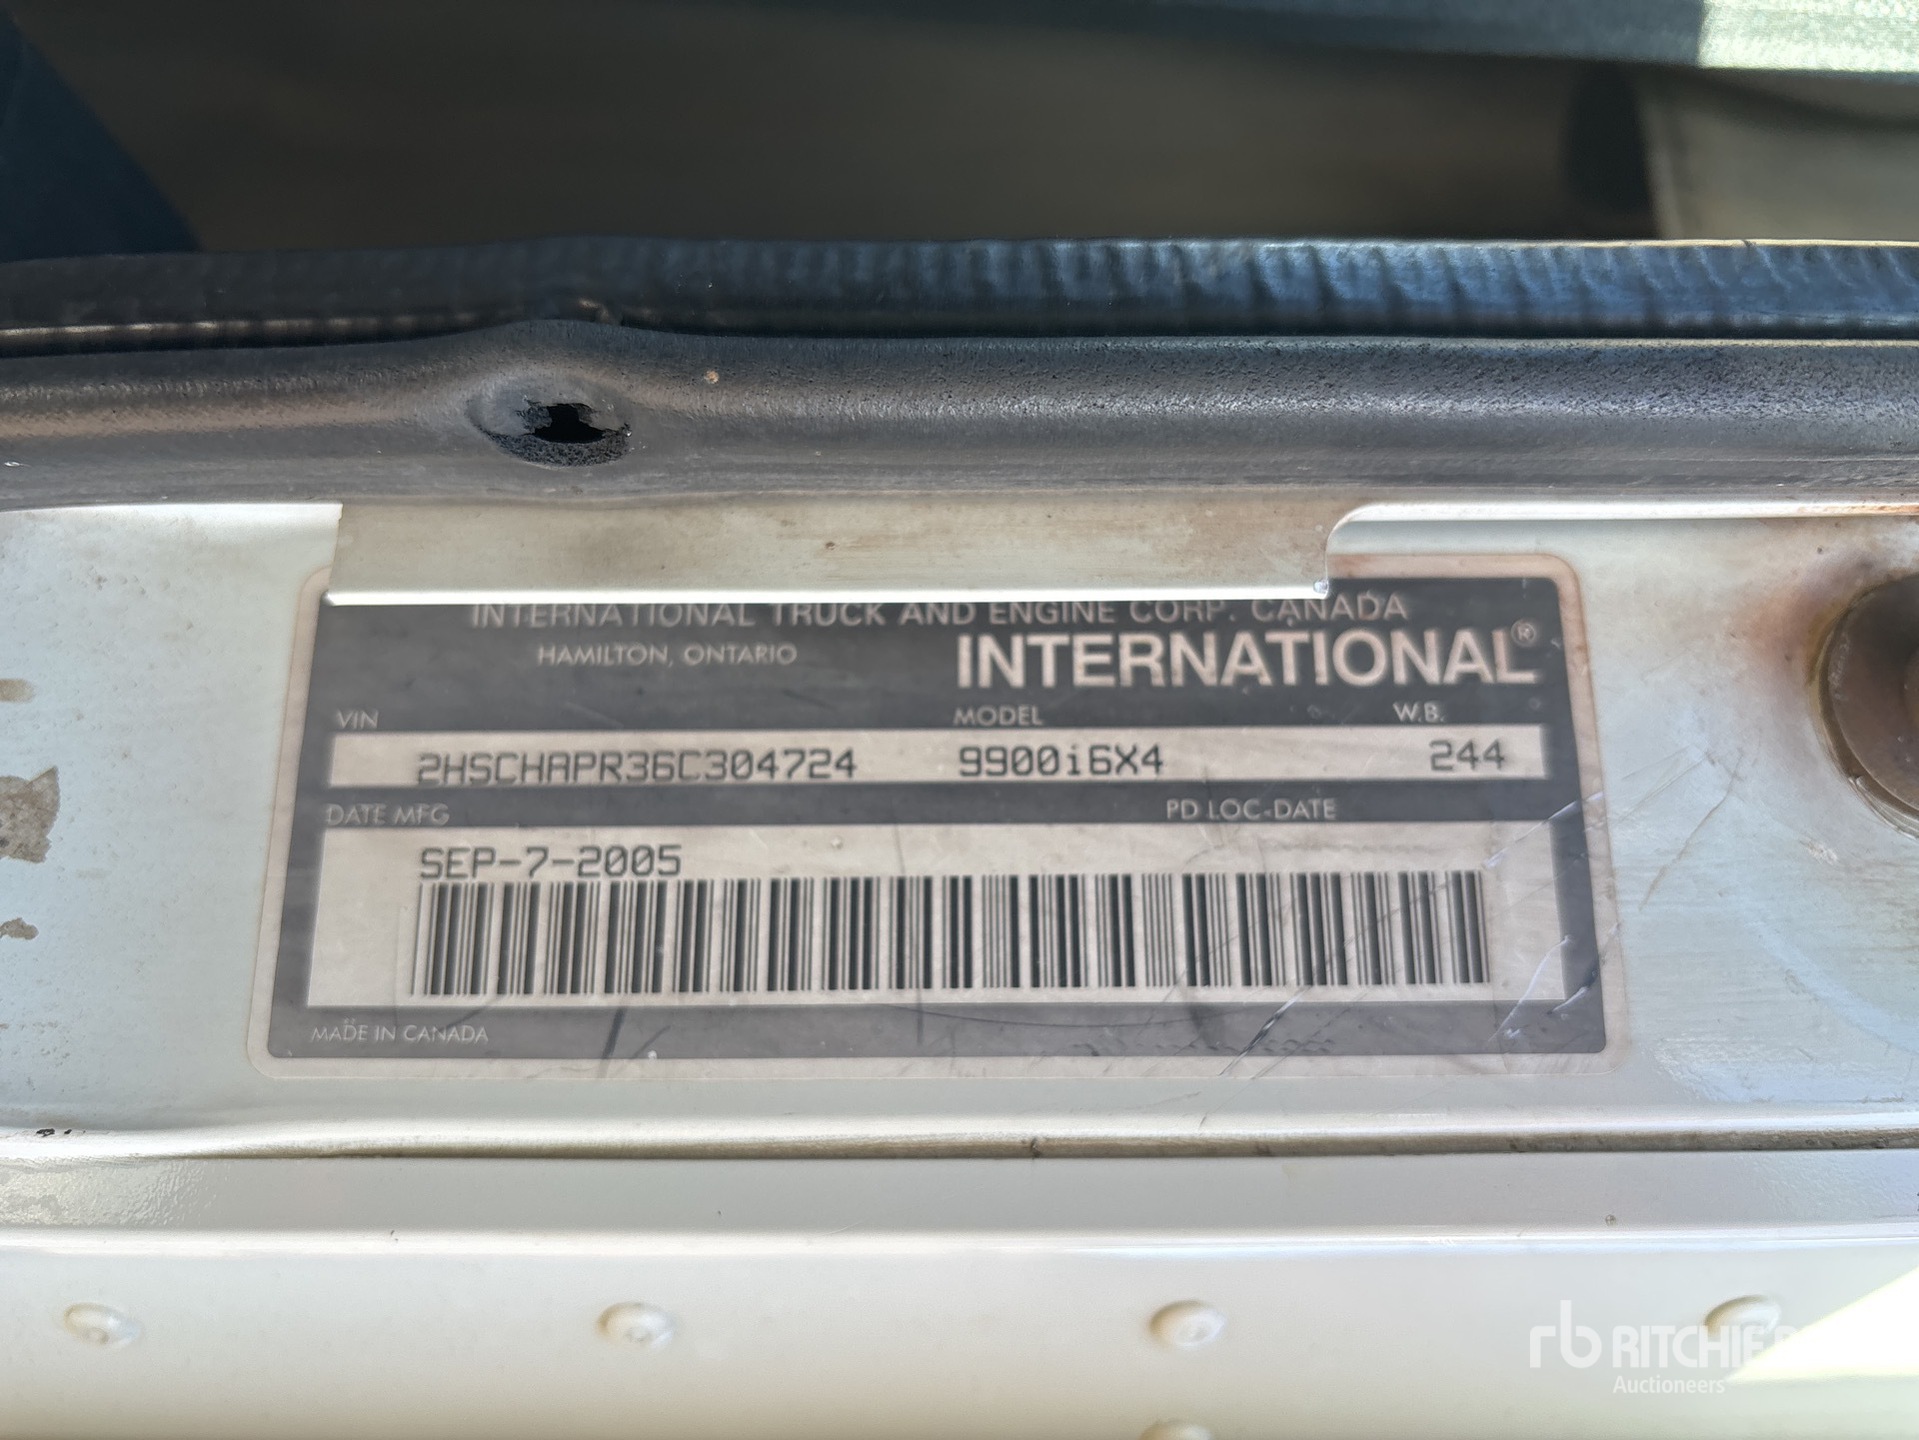 INTERNATIONAL TRUCK AND ENGINE CORP. CANADA
HAMILTON, ONTARIO
INTERNATIONAL®
VIN MODEL W.B.
2HSCHAPR36C304724 9900i6X4 244
DATE MFG PD LOC-DATE
SEP-7-2005
MADE IN CANADA
rb RITCHIE
Auctioneers